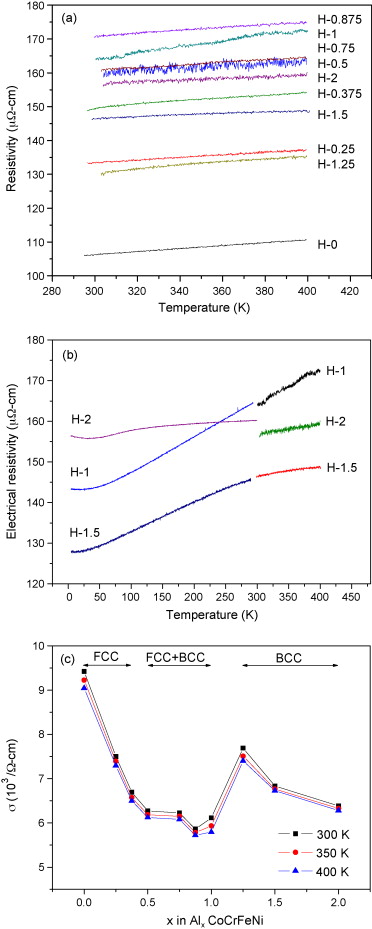 (a)
Resistivity (μΩ-cm)
180
170
160
150
140
130
120
110
100
H-0.875
H-1
H-0.75
H-0.5
H-2
H-0.375
H-1.5
H-0.25
H-1.25
H-0
280 300 320 340 360 380 400 420
Temperature (K)
(b)
Electrical resistivity (μΩ-cm)
180
170
160
150
140
130
120
H-1
H-2
H-2
H-1
H-1.5
H-1.5
0 50 100 150 200 250 300 350 400 450
Temperature (K)
(c)
FCC FCC+BCC BCC
σ (10³/Ω-cm)
10
9
8
7
6
5
300 K
350 K
400 K
0.0 0.5 1.0 1.5 2.0
x in Alₓ CoCrFeNi